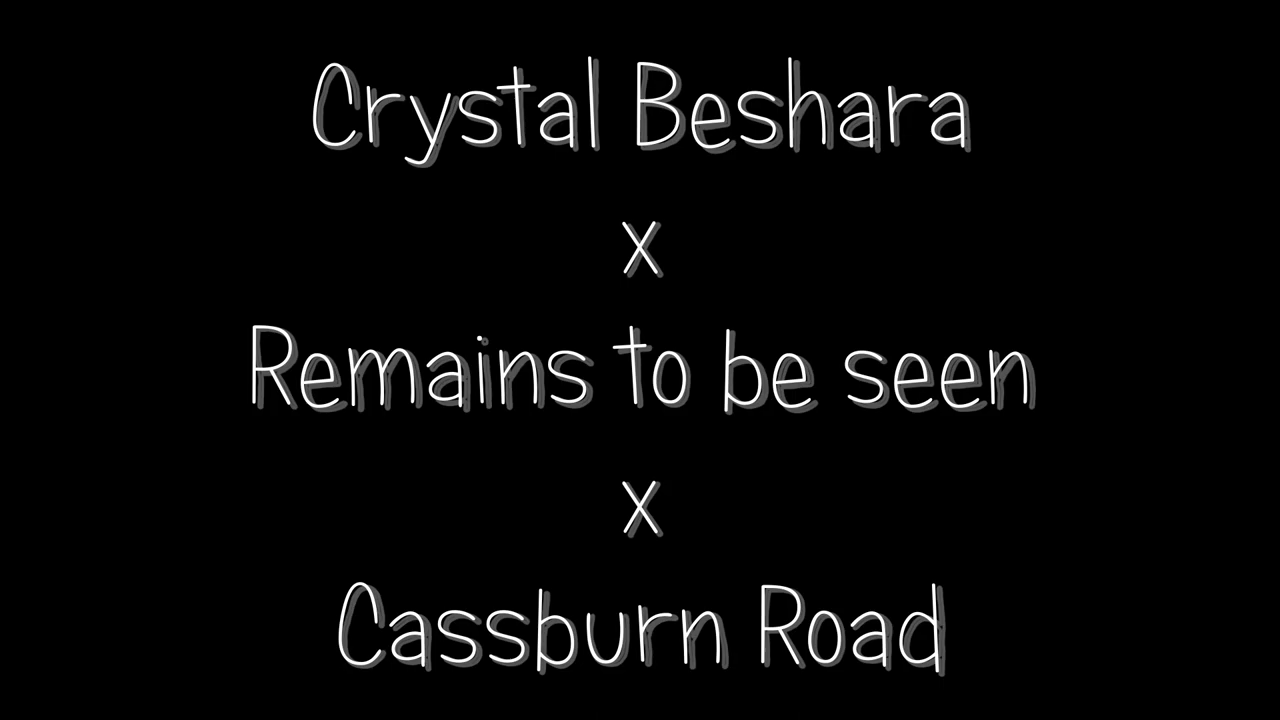 Crystal Beshara
x
Remains to be seen
x
Cassburn Road